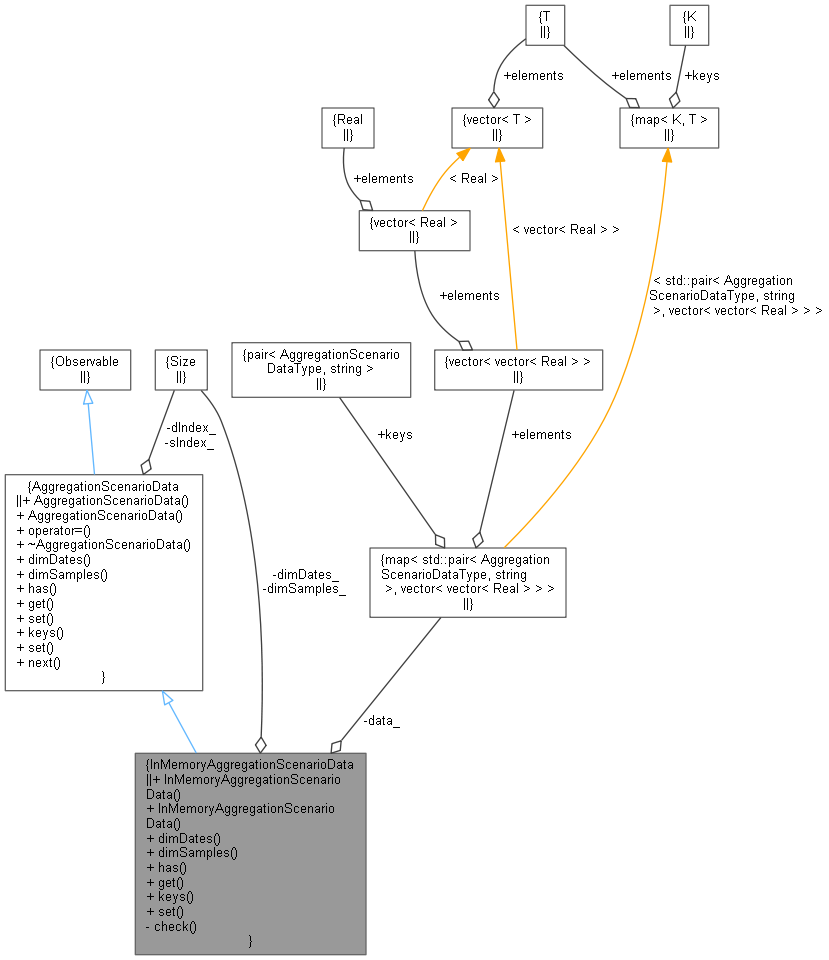 {T
||}
{K
||}
+elements
+elements
+keys
{Real
||}
{vector< T >
||}
{map< K, T >
||}
+elements
< Real >
{vector< Real >
||}
< vector< Real > >
< std::pair< Aggregation
ScenarioDataType, string
>, vector< vector< Real > > >
+elements
{Observable
||}
{Size
||}
{pair< AggregationScenario
DataType, string >
||}
{vector< vector< Real > >
||}
-dIndex_
-sIndex_
+keys
+elements
{AggregationScenarioData
||+ AggregationScenarioData()
+ AggregationScenarioData()
+ operator=()
+ ~AggregationScenarioData()
+ dimDates()
+ dimSamples()
+ has()
+ get()
+ set()
+ keys()
+ set()
+ next()
}
-dimDates_
-dimSamples_
{map< std::pair< Aggregation
ScenarioDataType, string
>, vector< vector< Real > > >
||}
-data_
{InMemoryAggregationScenarioData
||+ InMemoryAggregationScenario
Data()
+ InMemoryAggregationScenario
Data()
+ dimDates()
+ dimSamples()
+ has()
+ get()
+ keys()
+ set()
- check()
}